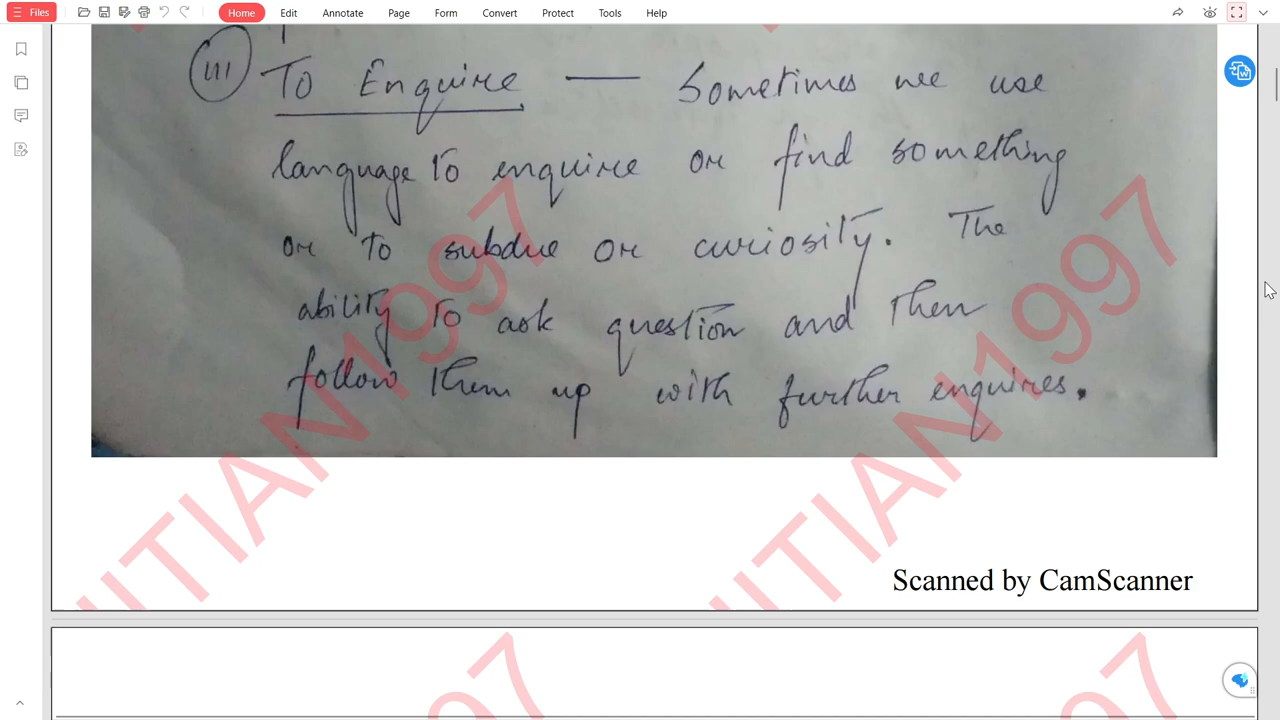 Files
Home Edit Annotate Page Form Convert Protect Tools Help
(III) To Enquire — Sometimes we use
language to enquire or find something
or to subdue or curiosity. The
ability to ask question and then
follow them up with further enquires.
IITIAN1997
IITIAN1997
Scanned by CamScanner